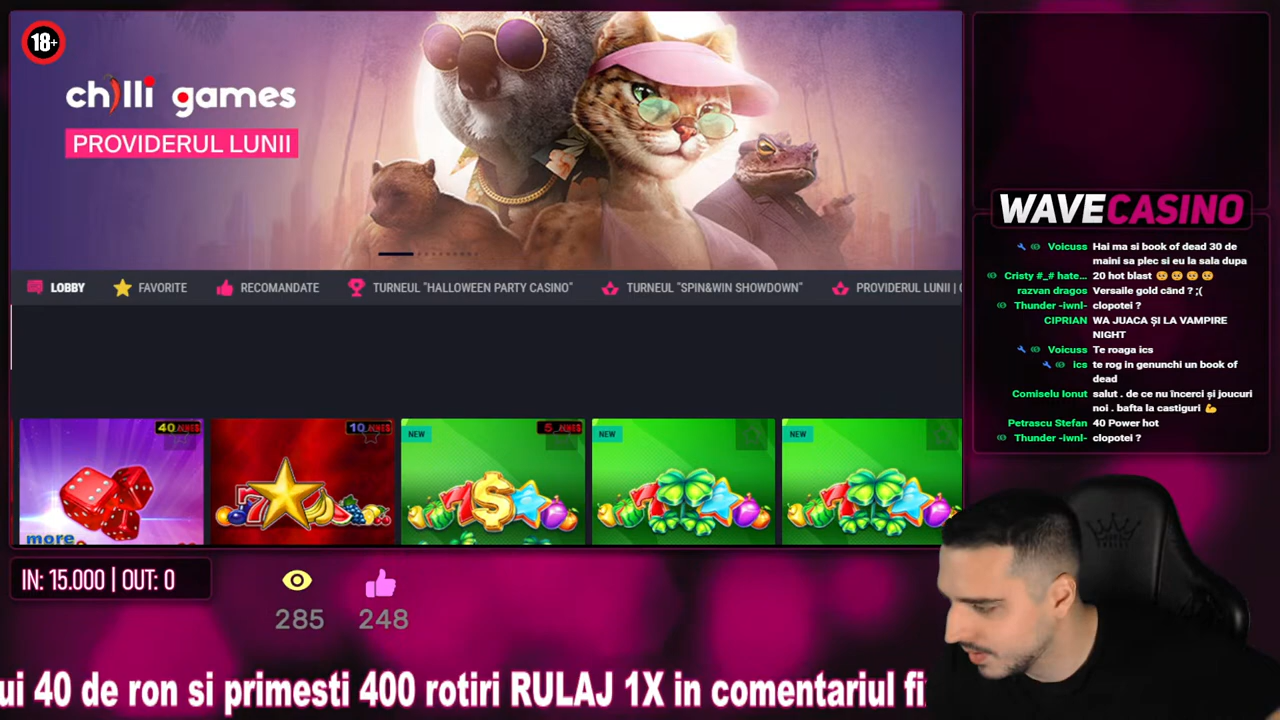 18+
chilli games
PROVIDERUL LUNII
LOBBY
FAVORITE
RECOMANDATE
TURNEUL "HALLOWEEN PARTY CASINO"
TURNEUL "SPIN&WIN SHOWDOWN"
PROVIDERUL LUNII |
40
10
NEW
5
NEW
NEW
more
WAVECASINO
Voicuss Hai ma si book of dead 30 de
maini sa plec si eu la sala dupa
Cristy #_# hate... 20 hot blast
razvan dragos Versaile gold când ? ;(
Thunder -iwnl- clopotei ?
CIPRIAN WA JUACA ȘI LA VAMPIRE
NIGHT
Voicuss Te roaga ics
ics te rog in genunchi un book of
dead
Comiselu Ionut salut . de ce nu încerci și joucuri
noi . bafta la castiguri
Petrascu Stefan 40 Power hot
Thunder -iwnl- clopotei ?
IN: 15.000 | OUT: 0
285
248
ui 40 de ron si primesti 400 rotiri RULAJ 1X in comentariul fi